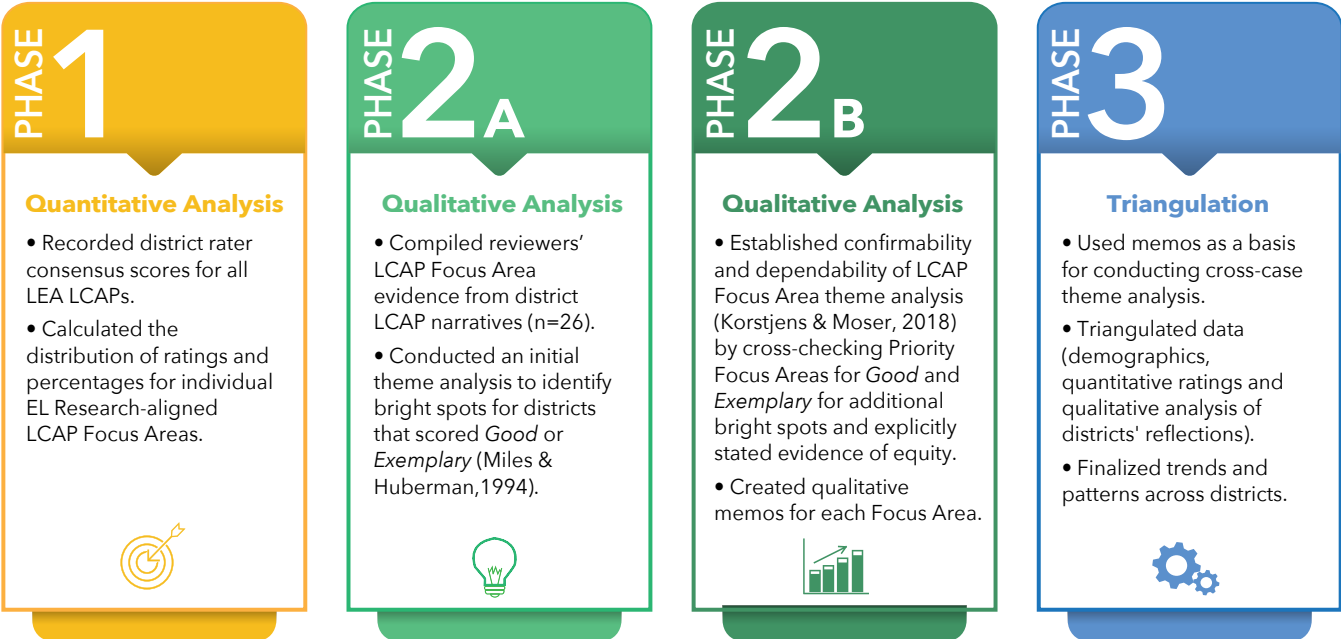 PHASE 1
Quantitative Analysis
• Recorded district rater
consensus scores for all
LEA LCAPs.
• Calculated the
distribution of ratings and
percentages for individual
EL Research-aligned
LCAP Focus Areas.
PHASE 2A
Qualitative Analysis
• Compiled reviewers’
LCAP Focus Area
evidence from district
LCAP narratives (n=26).
• Conducted an initial
theme analysis to identify
bright spots for districts
that scored Good or
Exemplary (Miles &
Huberman,1994).
PHASE 2B
Qualitative Analysis
• Established confirmability
and dependability of LCAP
Focus Area theme analysis
(Korstjens & Moser, 2018)
by cross-checking Priority
Focus Areas for Good and
Exemplary for additional
bright spots and explicitly
stated evidence of equity.
• Created qualitative
memos for each Focus Area.
PHASE 3
Triangulation
• Used memos as a basis
for conducting cross-case
theme analysis.
• Triangulated data
(demographics,
quantitative ratings and
qualitative analysis of
districts' reflections).
• Finalized trends and
patterns across districts.